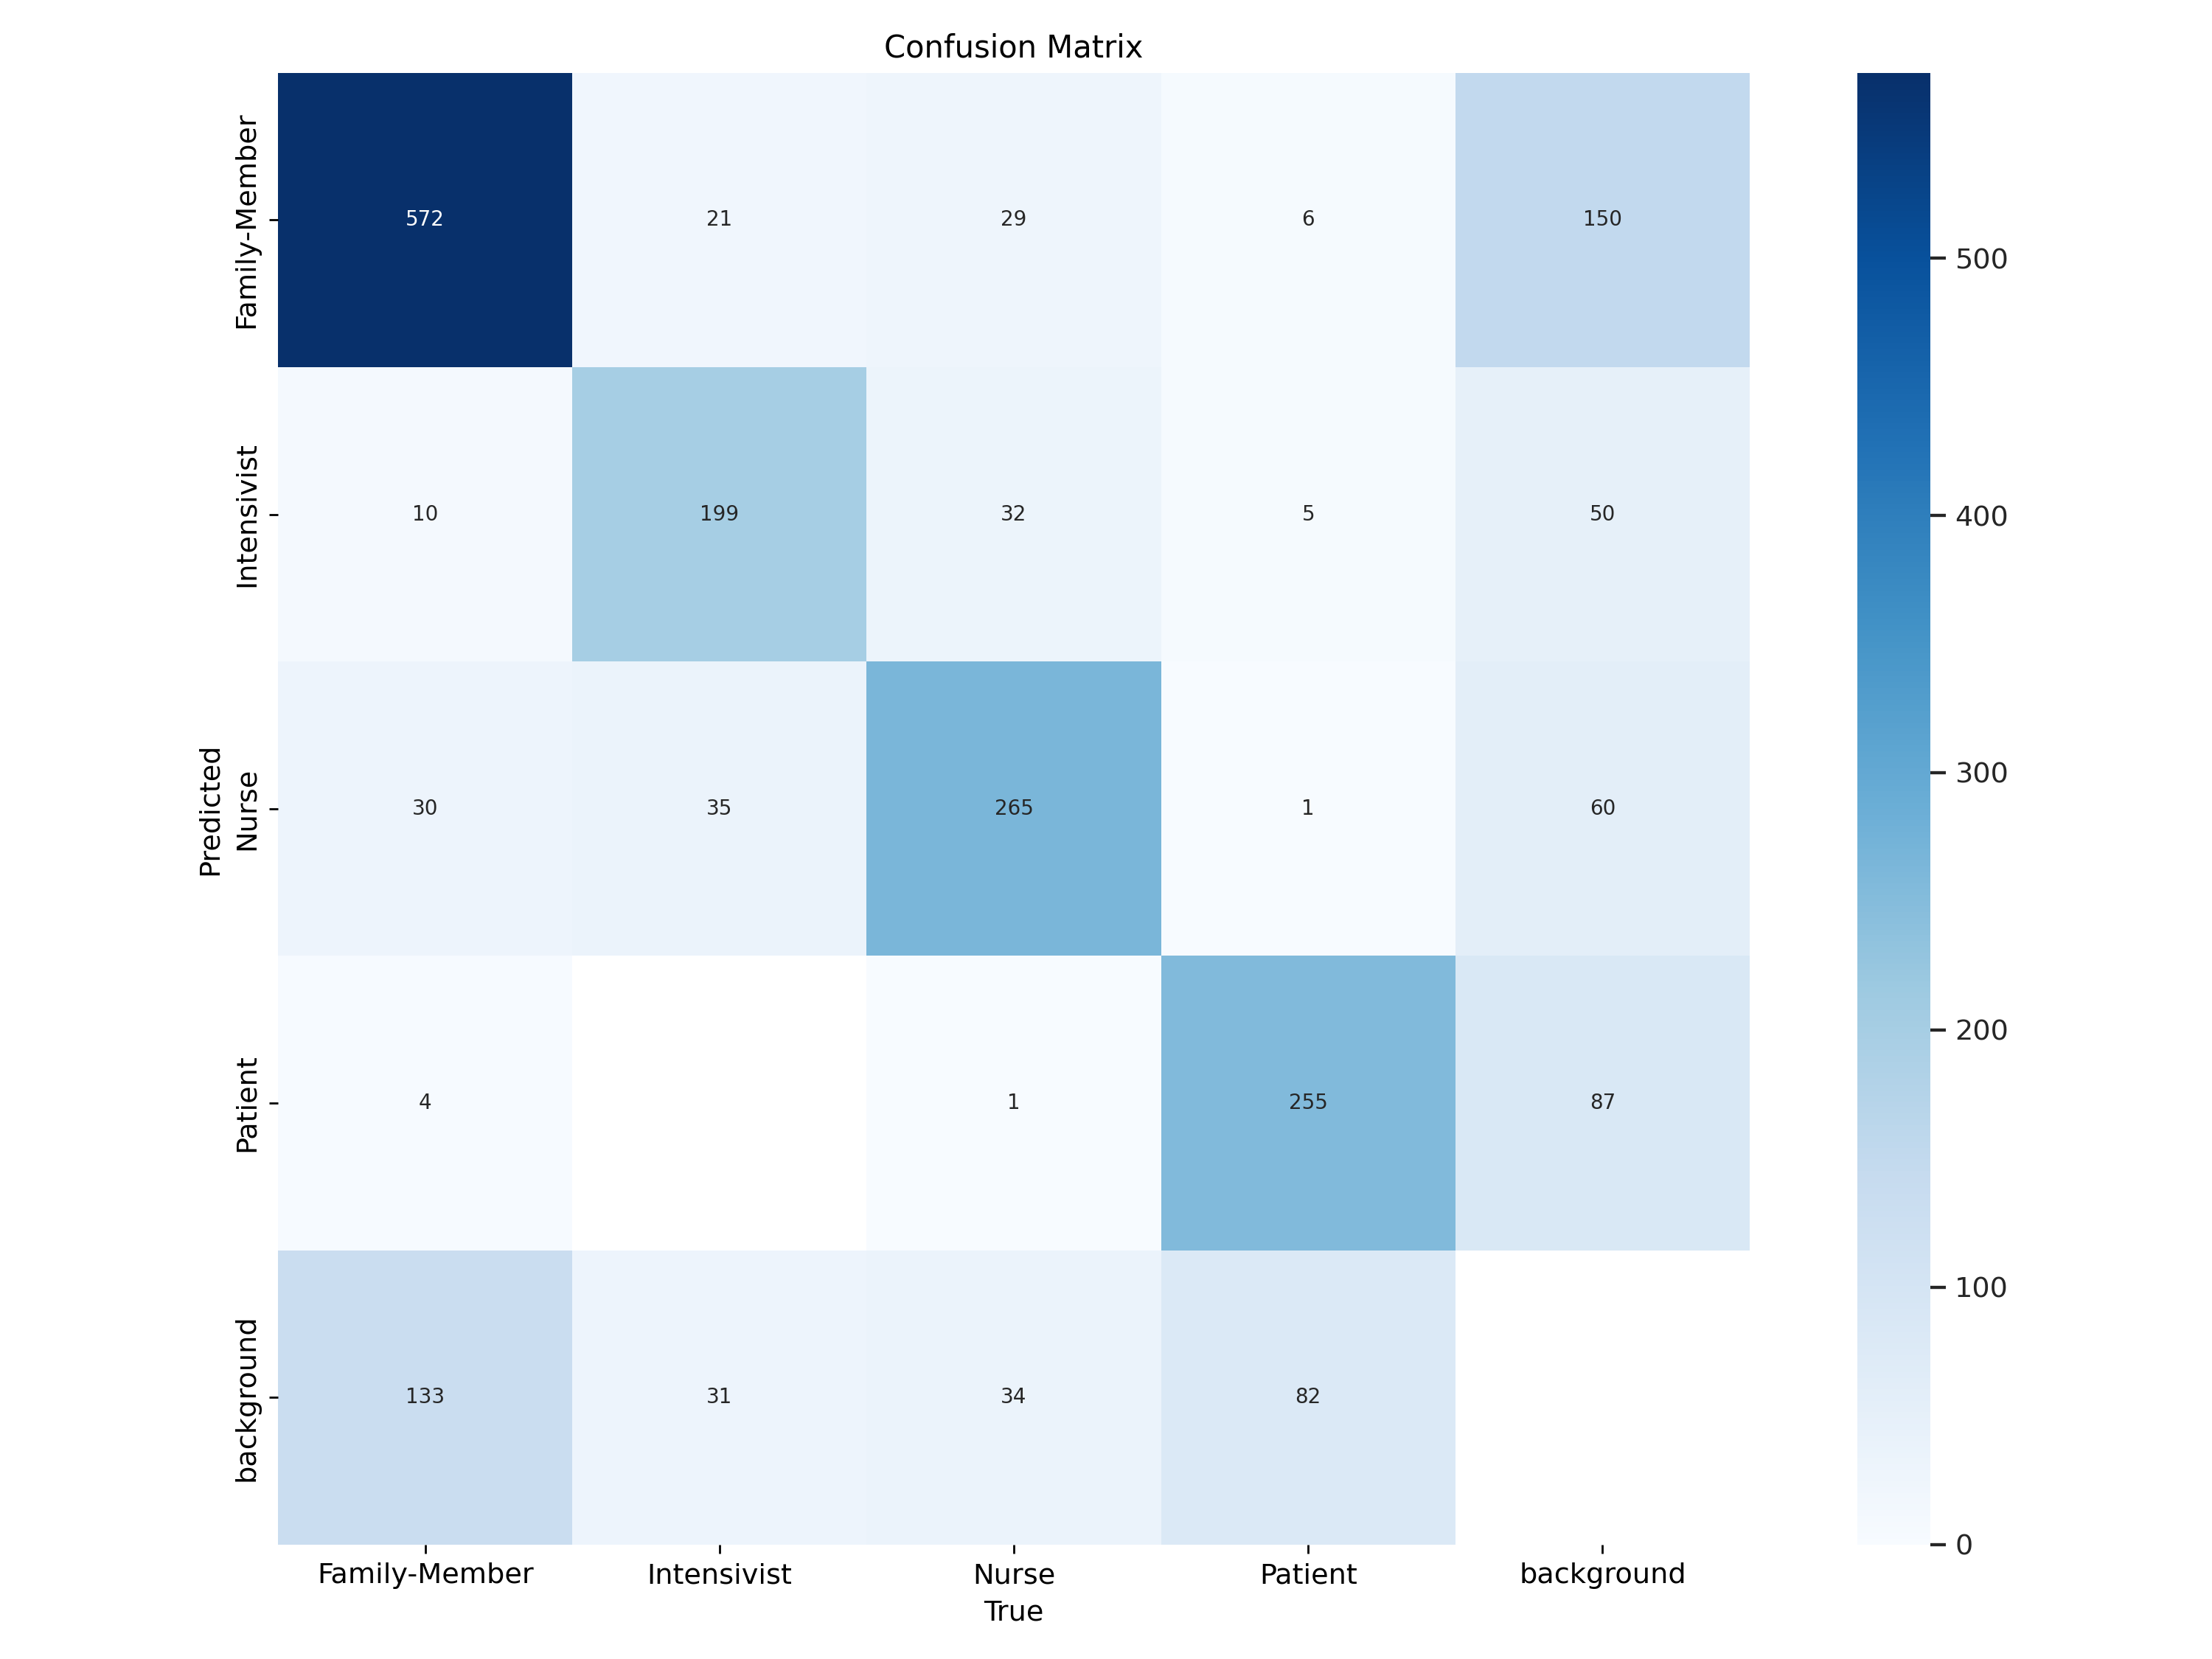 Confusion Matrix
Predicted
Family-Member
572
21
29
6
150
Intensivist
10
199
32
5
50
Nurse
30
35
265
1
60
Patient
4
1
255
87
background
133
31
34
82
Family-Member
Intensivist
Nurse
Patient
background
True
500
400
300
200
100
0